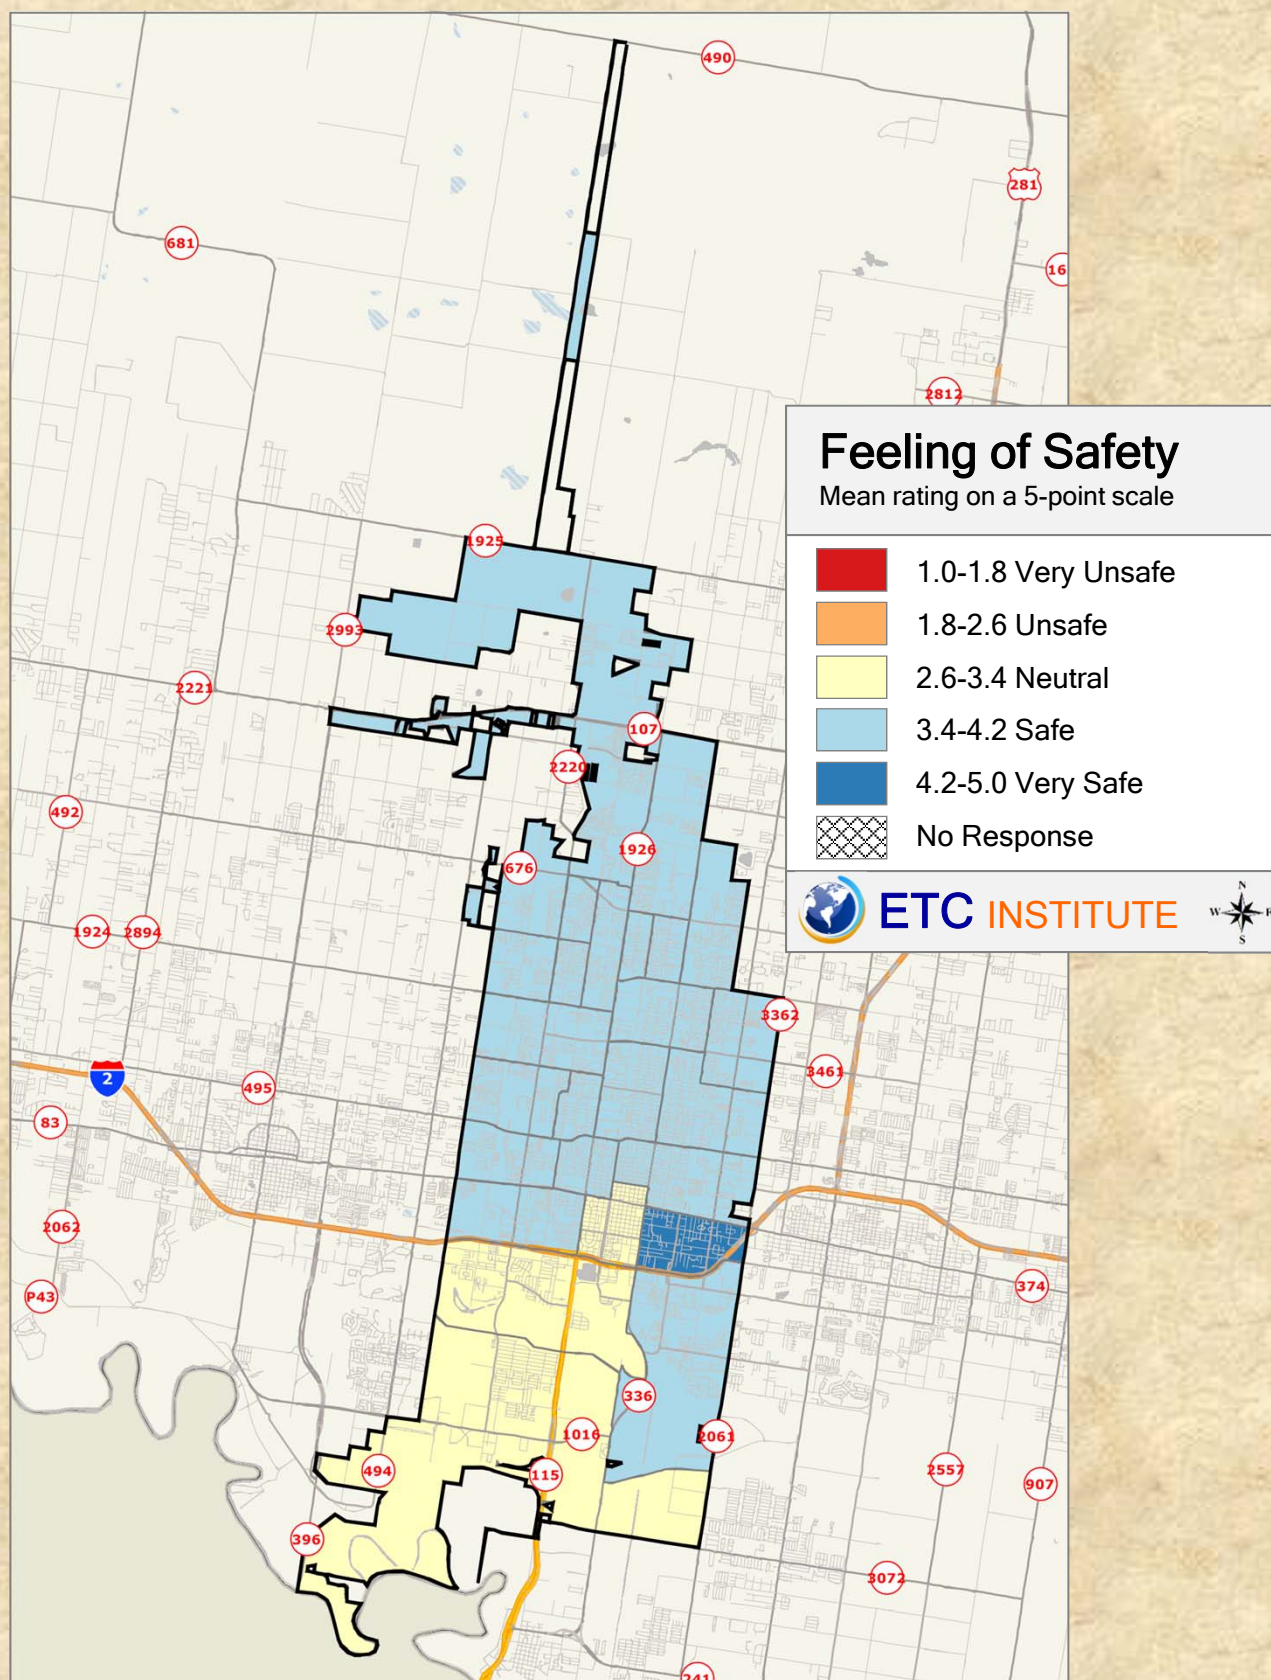 490
281
681
16
2812
Feeling of Safety
Mean rating on a 5-point scale
1.0-1.8 Very Unsafe
1.8-2.6 Unsafe
2.6-3.4 Neutral
3.4-4.2 Safe
4.2-5.0 Very Safe
No Response
ETC INSTITUTE
N
W
E
S
1925
2993
2221
107
2220
492
1926
676
1924
2894
3362
3461
2
495
83
2062
P43
374
336
1016
2061
494
115
2557
907
396
3072
241